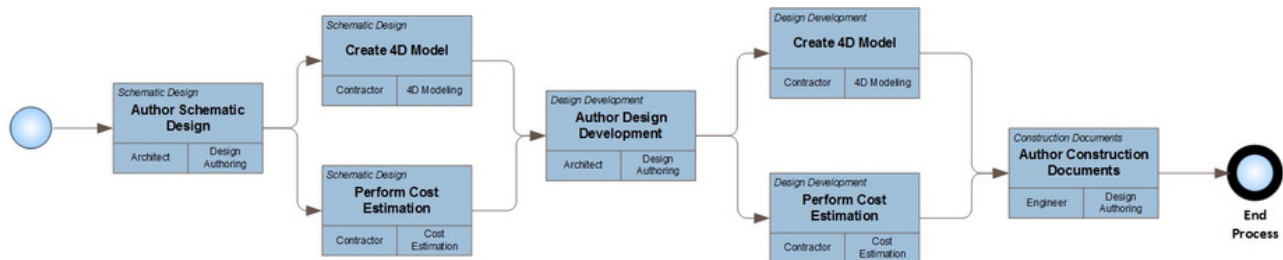 Schematic Design
Author Schematic
Design
Architect
Design
Authoring
Schematic Design
Create 4D Model
Contractor
4D Modeling
Schematic Design
Perform Cost
Estimation
Contractor
Cost
Estimation
Design Development
Author Design
Development
Architect
Design
Authoring
Design Development
Create 4D Model
Contractor
4D Modeling
Design Development
Perform Cost
Estimation
Contractor
Cost
Estimation
Construction Documents
Author Construction
Documents
Engineer
Design
Authoring
End
Process